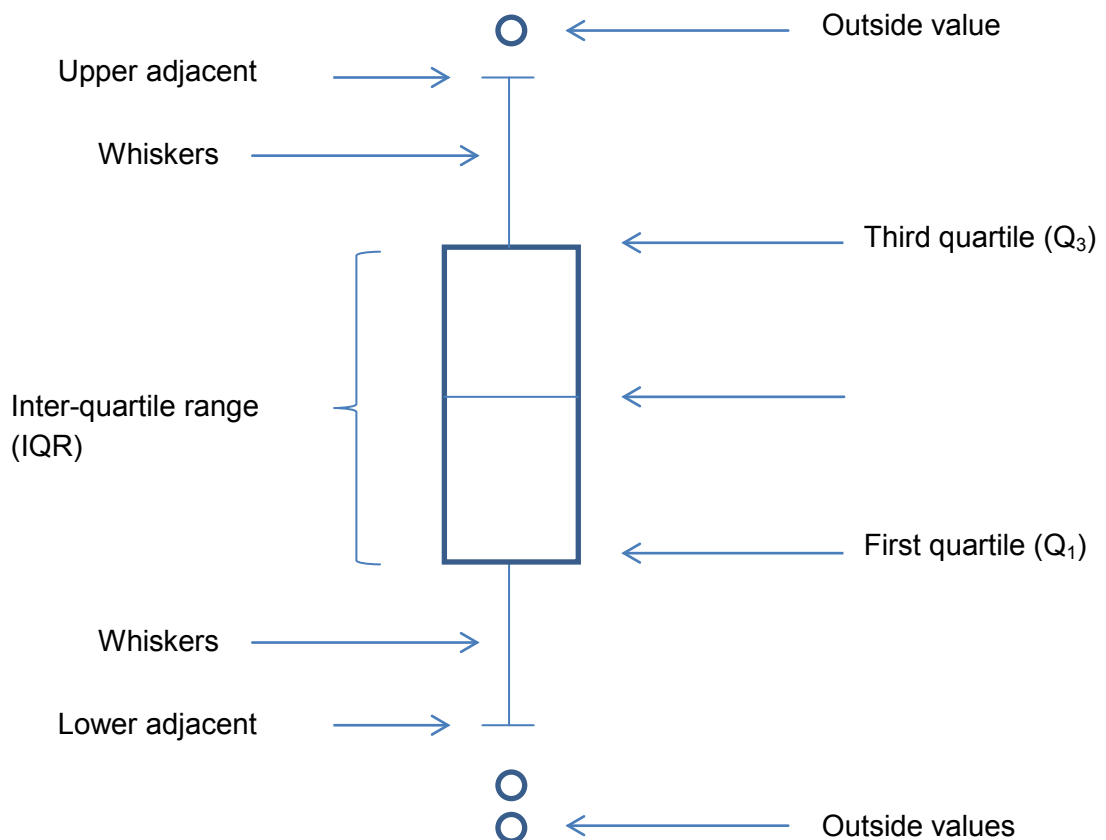 Outside value
Upper adjacent
Whiskers
Third quartile (Q₃)
Inter-quartile range
(IQR)
First quartile (Q₁)
Whiskers
Lower adjacent
Outside values